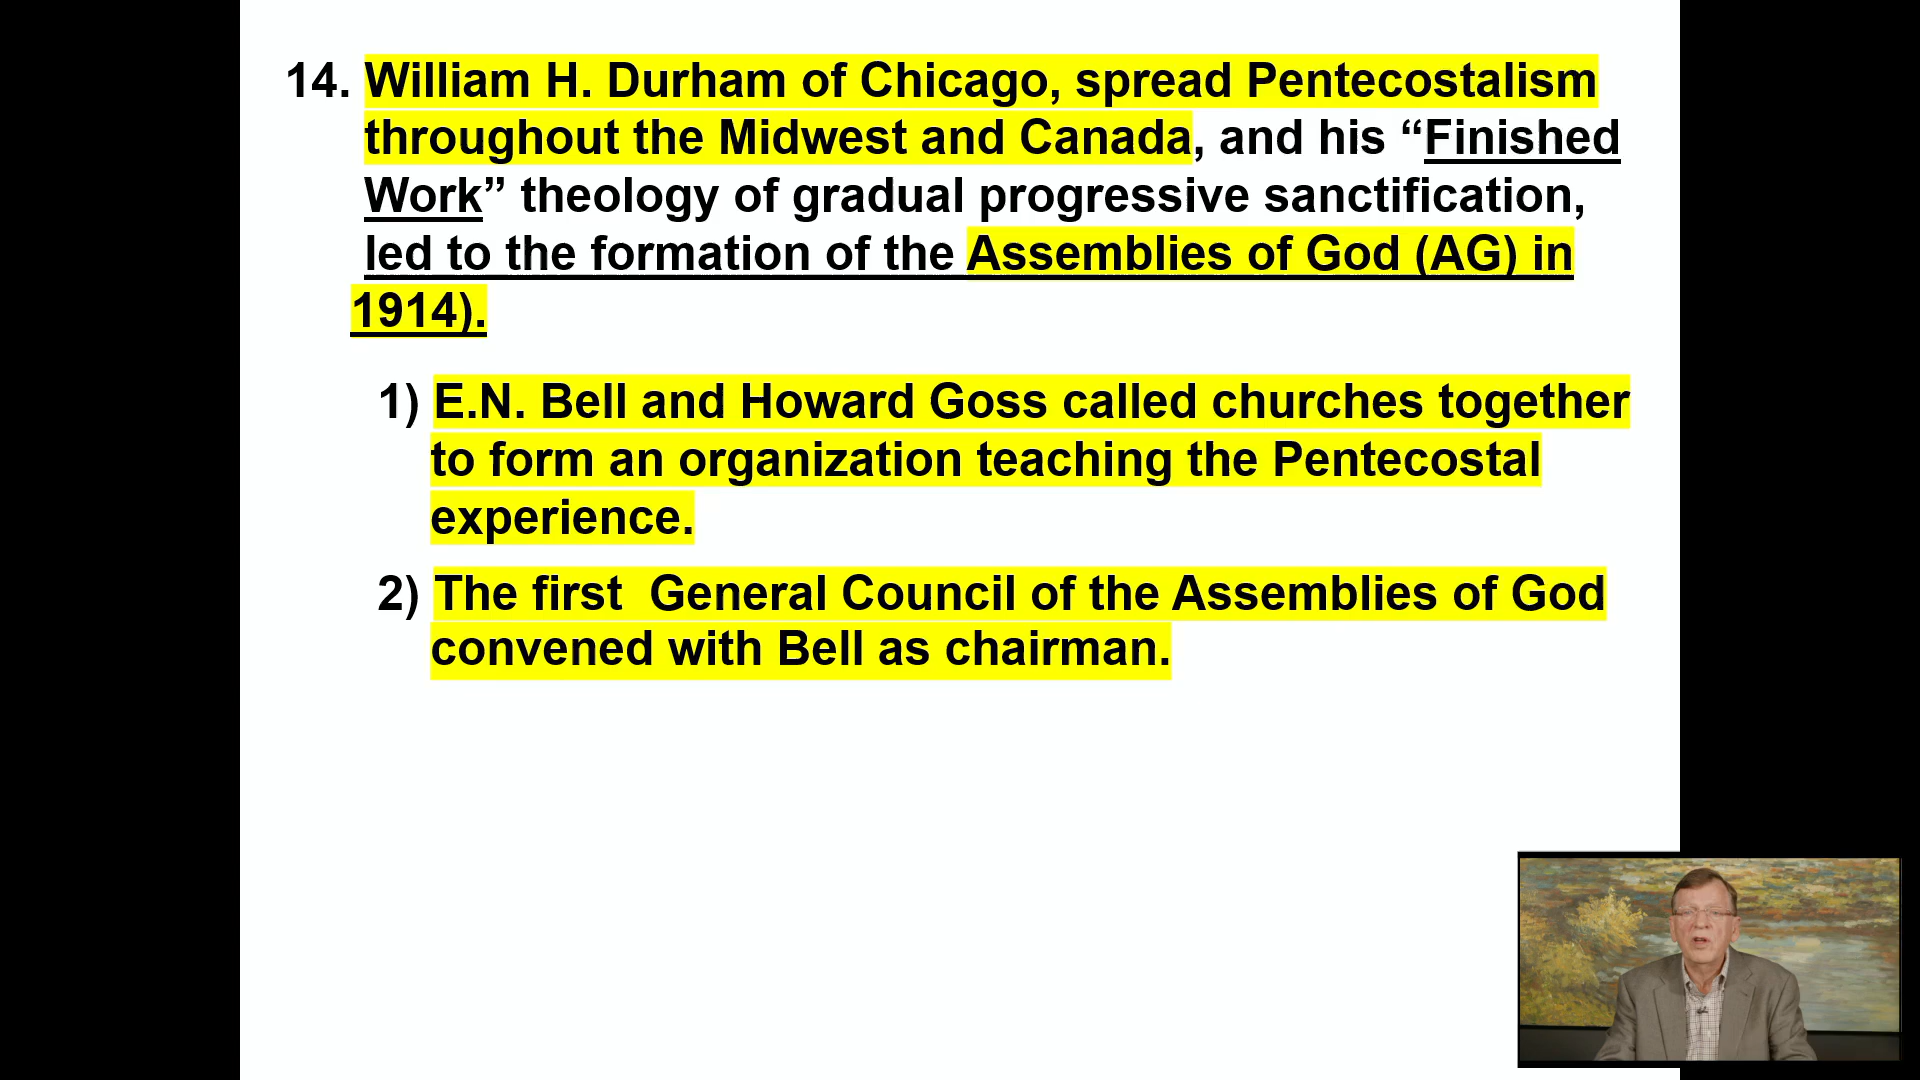 14. William H. Durham of Chicago, spread Pentecostalism
throughout the Midwest and Canada, and his “Finished
Work” theology of gradual progressive sanctification,
led to the formation of the Assemblies of God (AG) in
1914).
1) E.N. Bell and Howard Goss called churches together
to form an organization teaching the Pentecostal
experience.
2) The first  General Council of the Assemblies of God
convened with Bell as chairman.